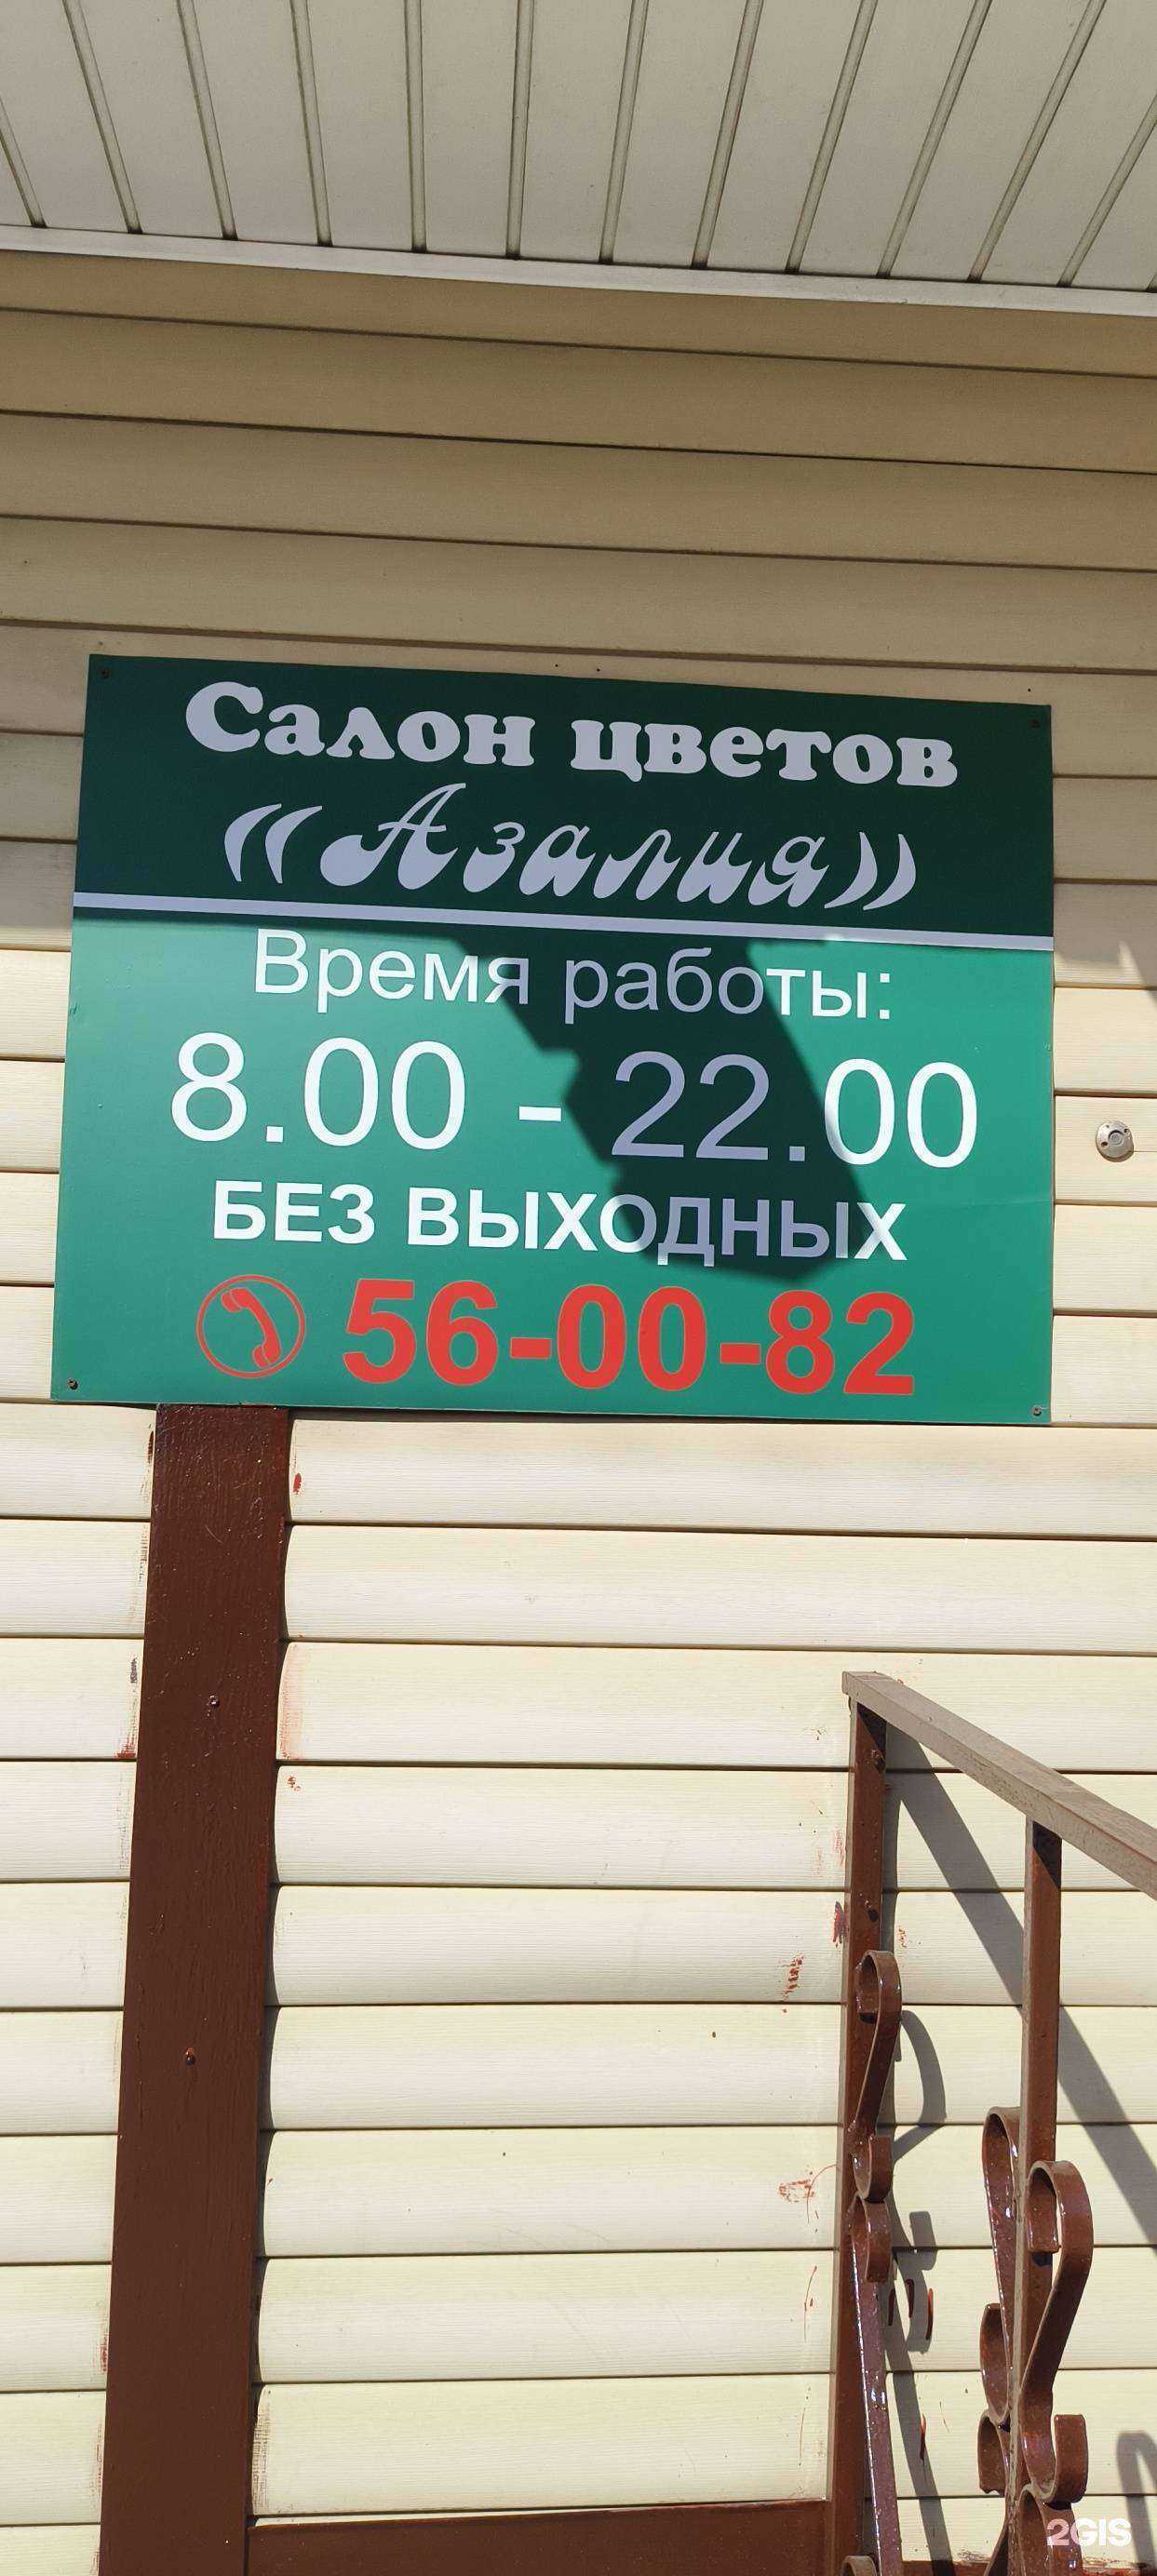 Салон цветов
«Азалия»
Время работы:
8.00 - 22.00
БЕЗ ВЫХОДНЫХ
56-00-82
2GIS